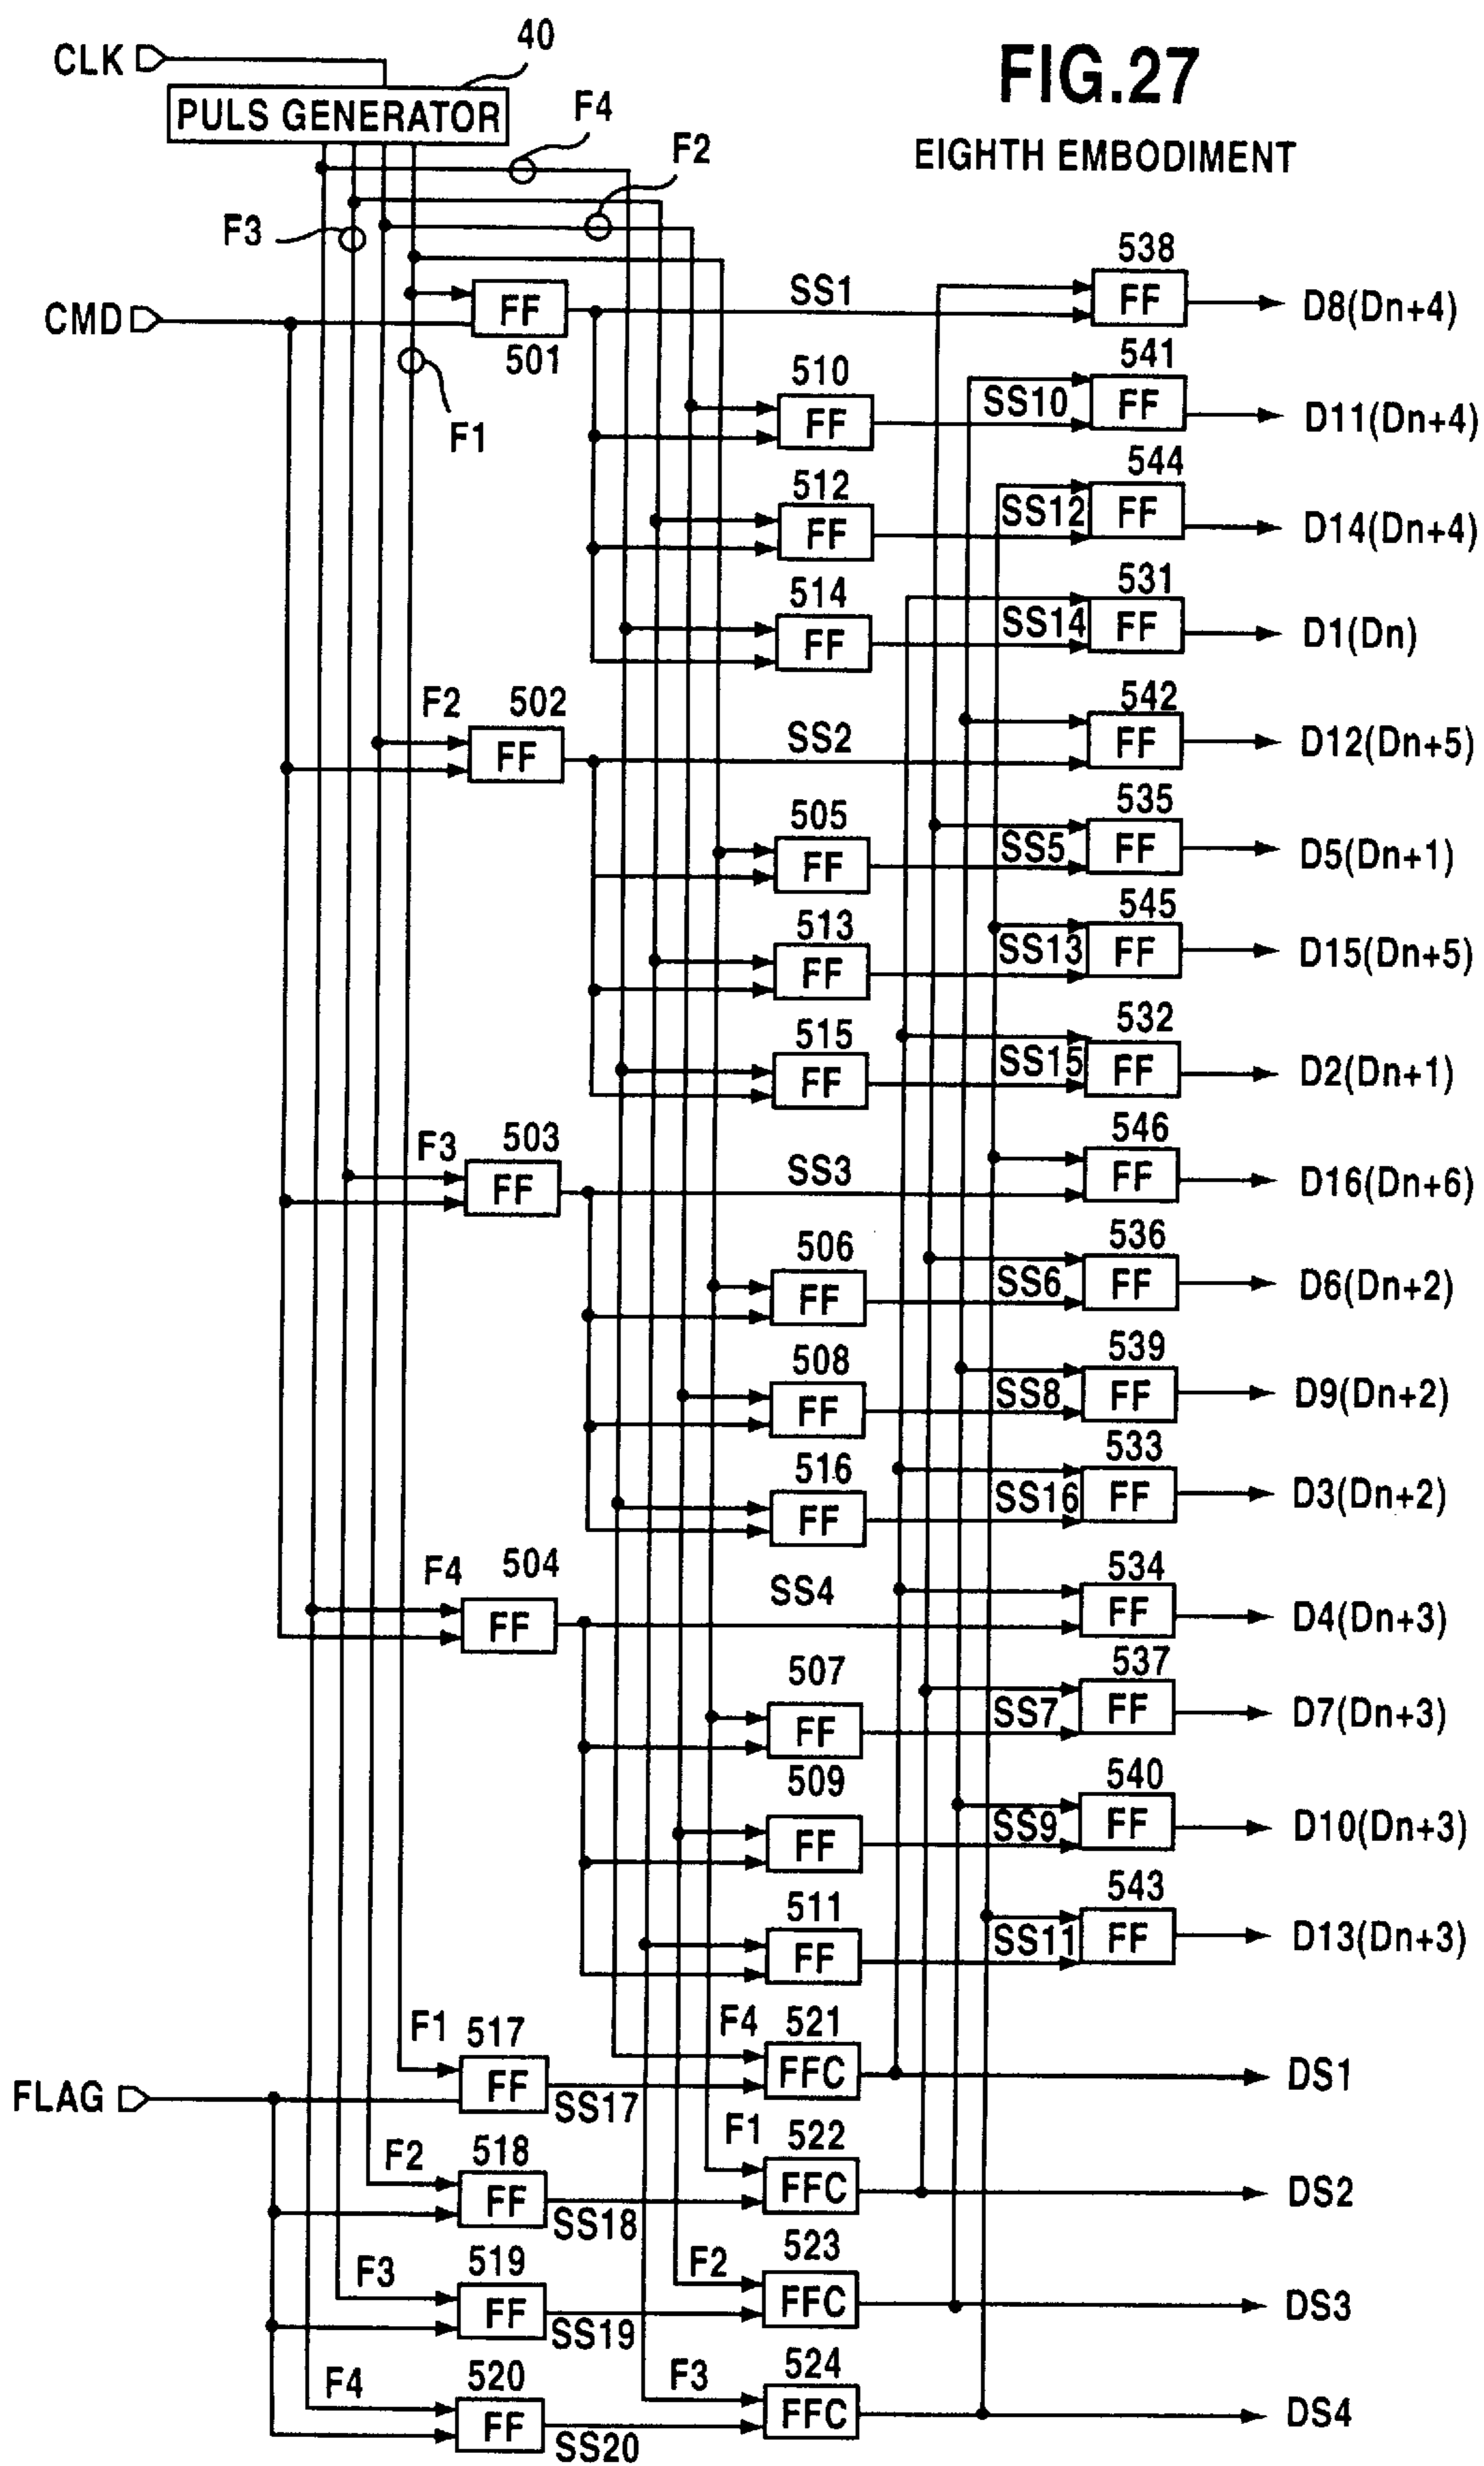 FIG.27
EIGHTH EMBODIMENT
CLK
40
PULS GENERATOR
F4
F2
F3
CMD
FF
501
F1
SS1
538
FF
D8(Dn+4)
510
FF
SS10
541
FF
D11(Dn+4)
512
FF
SS12
544
FF
D14(Dn+4)
514
FF
SS14
531
FF
D1(Dn)
F2
502
FF
SS2
542
FF
D12(Dn+5)
505
FF
SS5
535
FF
D5(Dn+1)
513
FF
SS13
545
FF
D15(Dn+5)
515
FF
SS15
532
FF
D2(Dn+1)
F3
503
FF
SS3
546
FF
D16(Dn+6)
506
FF
SS6
536
FF
D6(Dn+2)
508
FF
SS8
539
FF
D9(Dn+2)
516
FF
SS16
533
FF
D3(Dn+2)
F4
504
FF
SS4
534
FF
D4(Dn+3)
507
FF
SS7
537
FF
D7(Dn+3)
509
FF
SS9
540
FF
D10(Dn+3)
511
FF
SS11
543
FF
D13(Dn+3)
FLAG
F1
517
FF
SS17
F4
521
FFC
DS1
F2
518
FF
SS18
F1
522
FFC
DS2
F3
519
FF
SS19
F2
523
FFC
DS3
F4
520
FF
SS20
F3
524
FFC
DS4